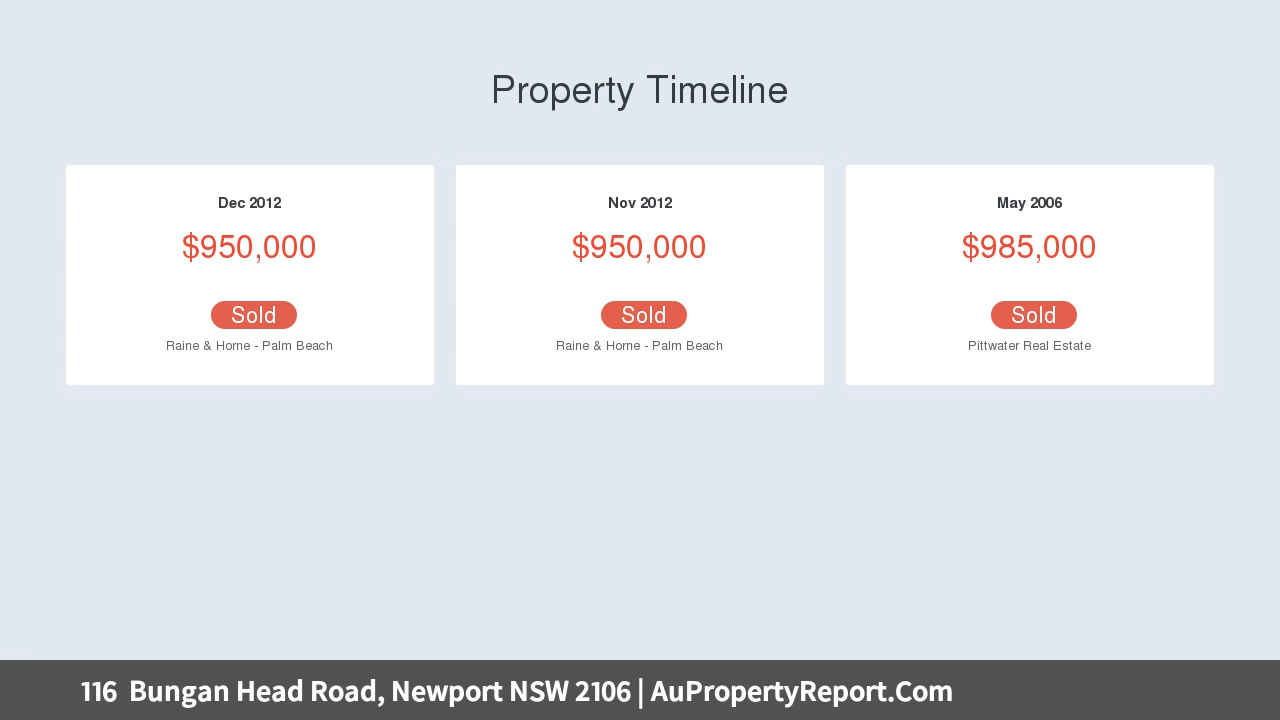 Property Timeline
Dec 2012
$950,000
Sold
Raine & Horne - Palm Beach
Nov 2012
$950,000
Sold
Raine & Horne - Palm Beach
May 2006
$985,000
Sold
Pittwater Real Estate
116 Bungan Head Road, Newport NSW 2106 | AuPropertyReport.Com